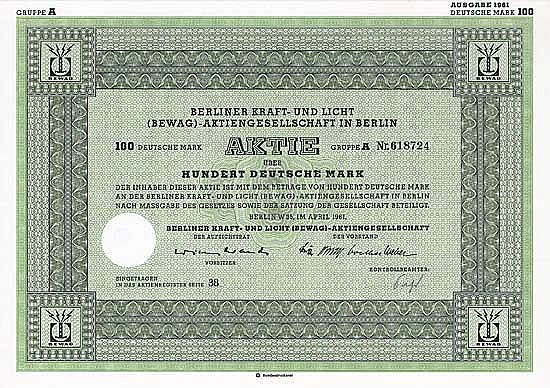 GRUPPE A
AUSGABE 1961
DEUTSCHE MARK 100
BEWAG
BEWAG
BERLINER KRAFT- UND LICHT
(BEWAG)-AKTIENGESELLSCHAFT IN BERLIN
100 DEUTSCHE MARK AKTIE GRUPPE A Nr. 618724
ÜBER
HUNDERT DEUTSCHE MARK
DER INHABER DIESER AKTIE IST MIT DEM BETRAGE VON HUNDERT DEUTSCHE MARK
AN DER BERLINER KRAFT- UND LICHT (BEWAG)-AKTIENGESELLSCHAFT IN BERLIN
NACH MASSGABE DES GESETZES SOWIE DER SATZUNG DER GESELLSCHAFT BETEILIGT.
BERLIN W 35, IM APRIL 1961.
BERLINER KRAFT- UND LICHT (BEWAG)-AKTIENGESELLSCHAFT
DER AUFSICHTSRAT DER VORSTAND
VORSITZER
KONTROLLBEAMTER:
EINGETRAGEN
IN DAS AKTIENREGISTER SEITE 38
BEWAG
BEWAG
Bundesdruckerei